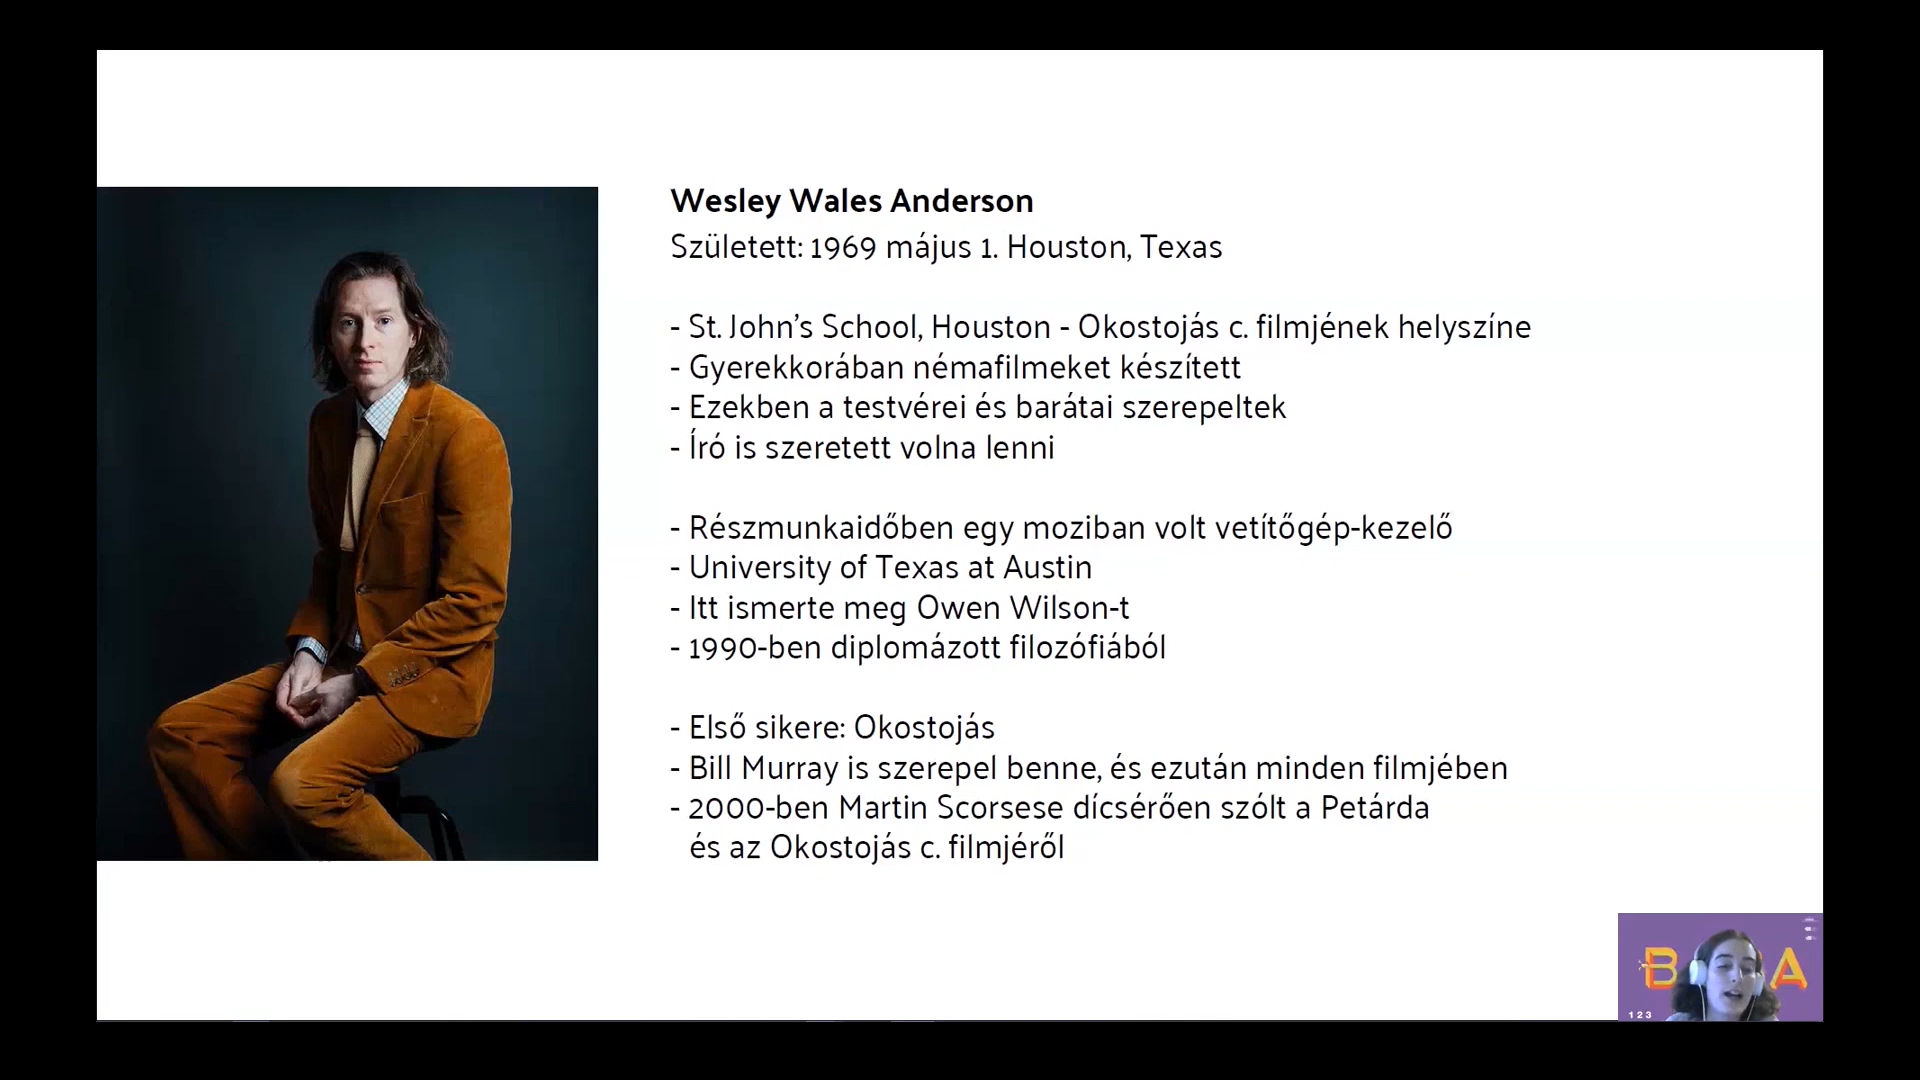 Wesley Wales Anderson
Született: 1969 május 1. Houston, Texas
- St. John's School, Houston - Okostojás c. filmjének helyszíne
- Gyerekkorában némafilmeket készített
- Ezekben a testvérei és barátai szerepeltek
- Író is szeretett volna lenni
- Részmunkaidőben egy moziban volt vetítőgép-kezelő
- University of Texas at Austin
- Itt ismerte meg Owen Wilson-t
- 1990-ben diplomázott filozófiából
- Első sikere: Okostojás
- Bill Murray is szerepel benne, és ezután minden filmjében
- 2000-ben Martin Scorsese dícsérően szólt a Petárda
és az Okostojás c. filmjéről
B A
1 2 3